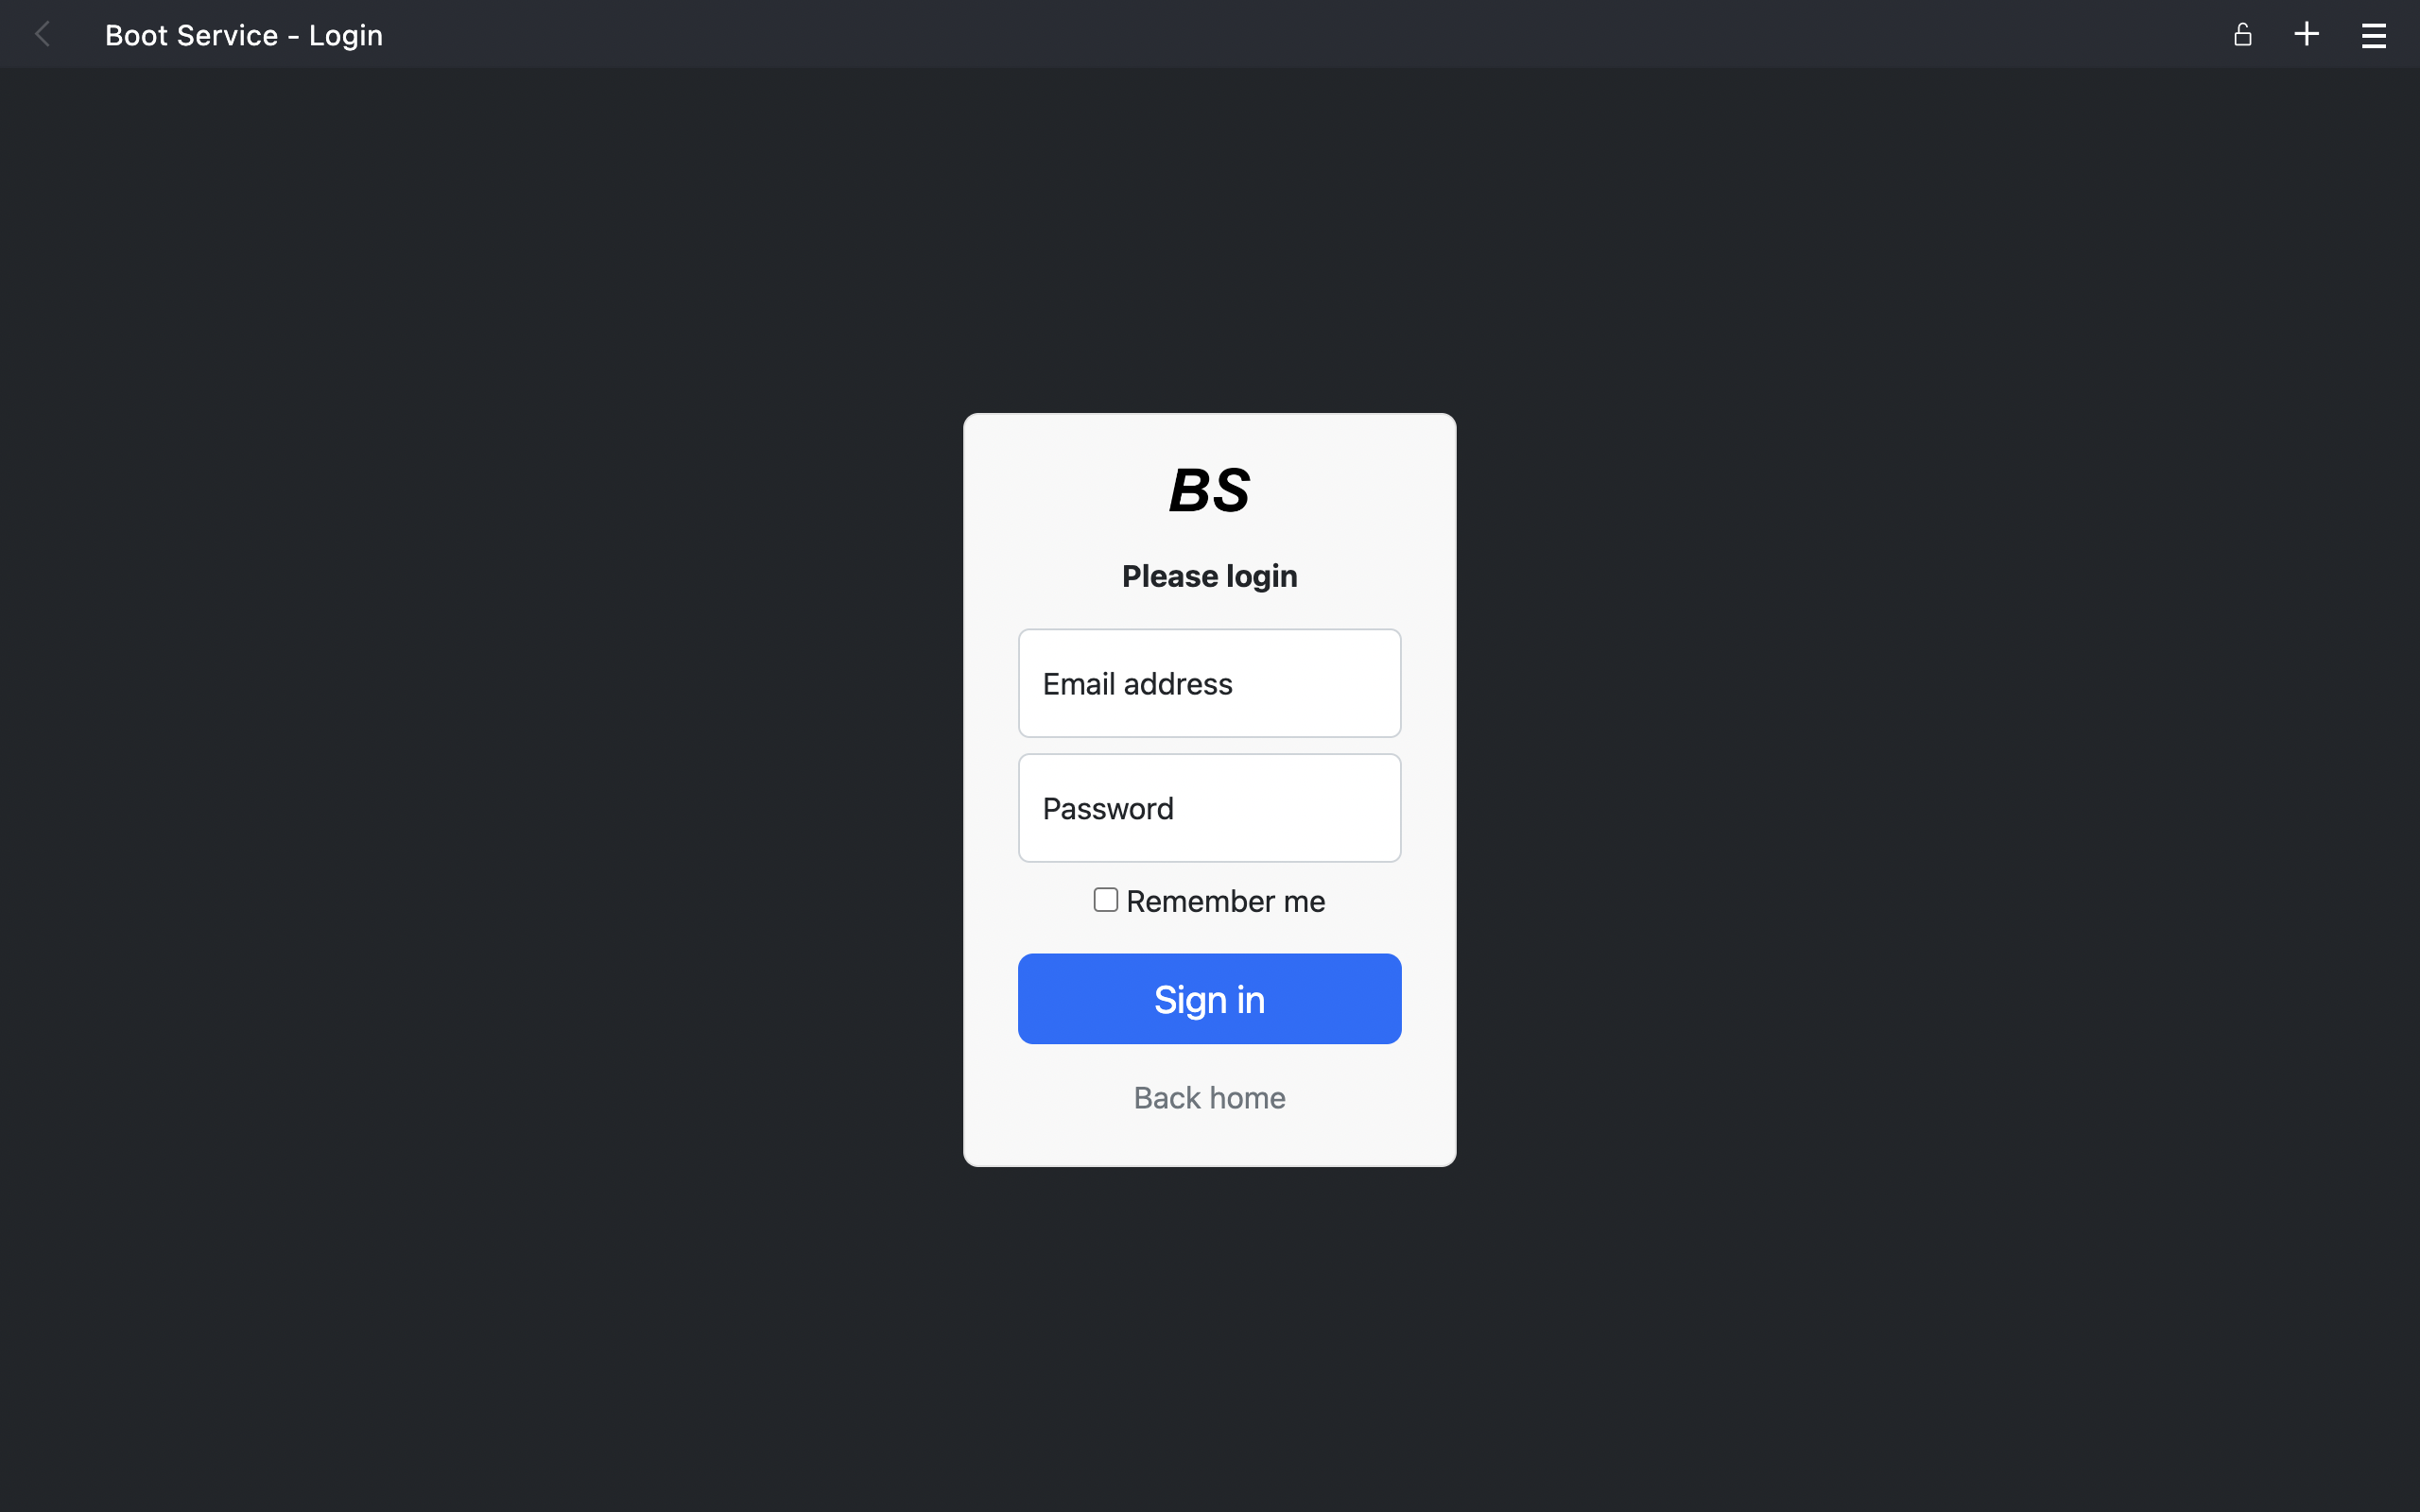 Boot Service - Login
BS
Please login
Email address
Password
Remember me
Sign in
Back home